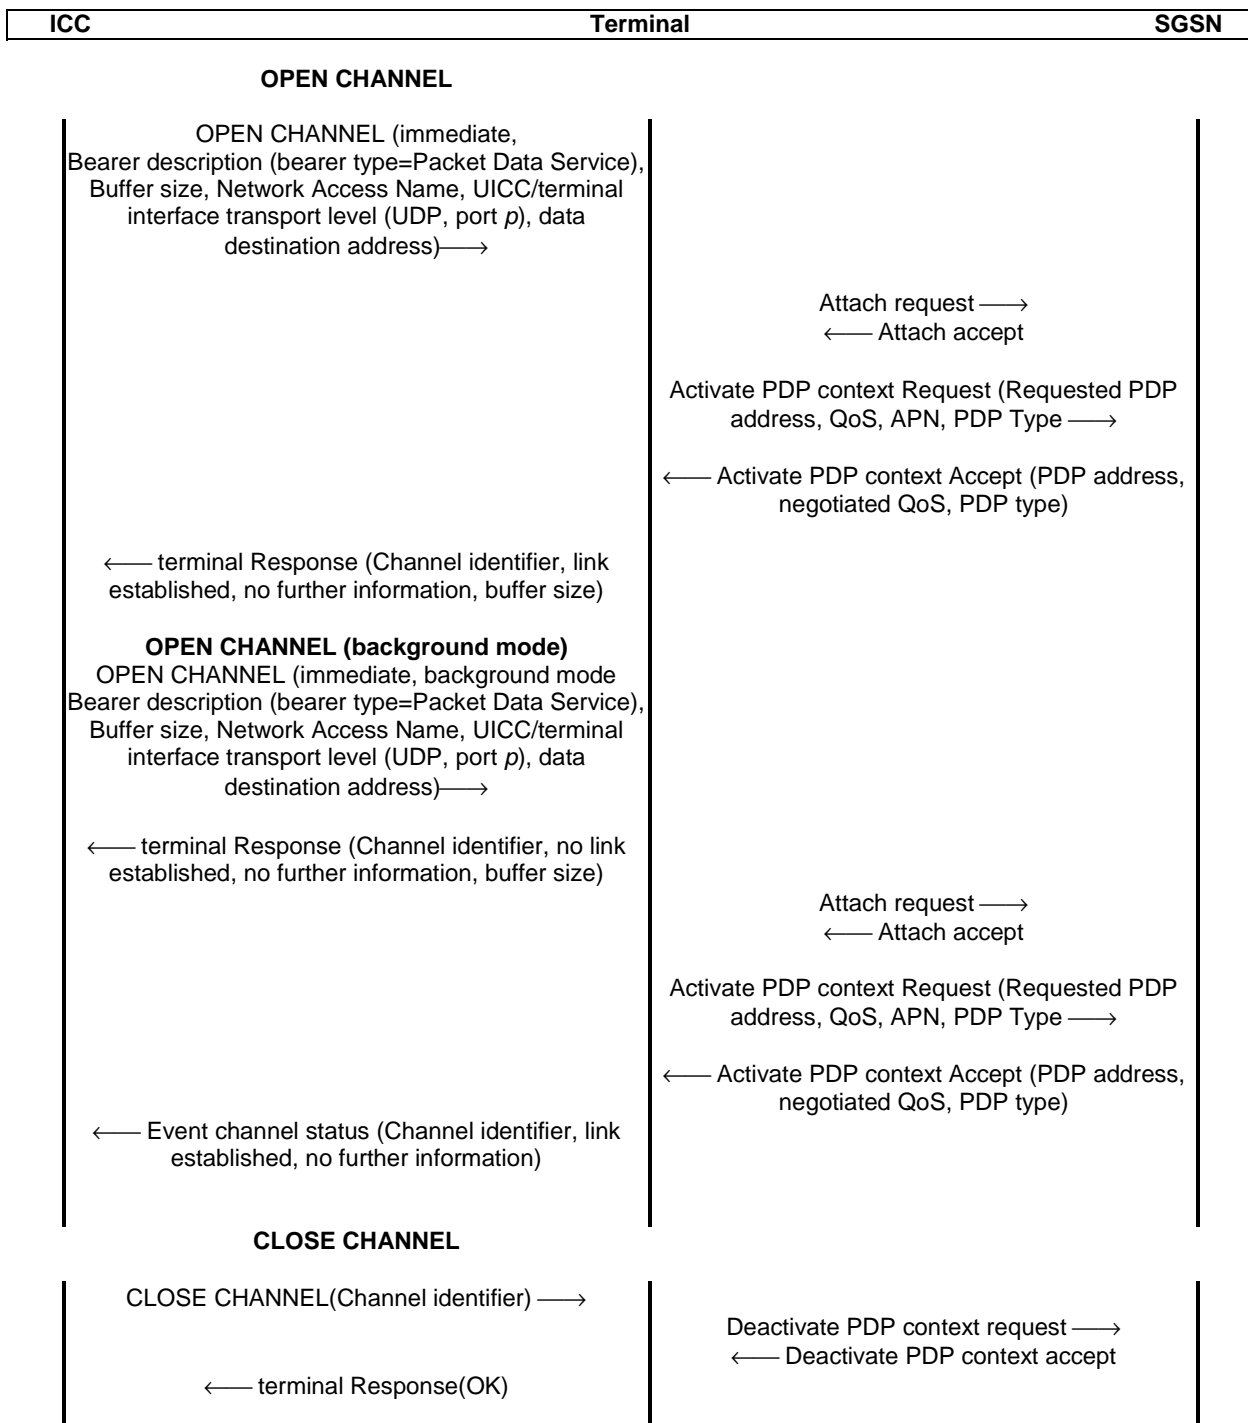 ICC Terminal SGSN
OPEN CHANNEL
OPEN CHANNEL (immediate,
Bearer description (bearer type=Packet Data Service),
Buffer size, Network Access Name, UICC/terminal
interface transport level (UDP, port p), data
destination address)⟶
Attach request ⟶
⟵ Attach accept
Activate PDP context Request (Requested PDP
address, QoS, APN, PDP Type ⟶
⟵ Activate PDP context Accept (PDP address,
negotiated QoS, PDP type)
⟵ terminal Response (Channel identifier, link
established, no further information, buffer size)
OPEN CHANNEL (background mode)
OPEN CHANNEL (immediate, background mode
Bearer description (bearer type=Packet Data Service),
Buffer size, Network Access Name, UICC/terminal
interface transport level (UDP, port p), data
destination address)⟶
⟵ terminal Response (Channel identifier, no link
established, no further information, buffer size)
Attach request ⟶
⟵ Attach accept
Activate PDP context Request (Requested PDP
address, QoS, APN, PDP Type ⟶
⟵ Activate PDP context Accept (PDP address,
negotiated QoS, PDP type)
⟵ Event channel status (Channel identifier, link
established, no further information)
CLOSE CHANNEL
CLOSE CHANNEL(Channel identifier) ⟶
Deactivate PDP context request ⟶
⟵ Deactivate PDP context accept
⟵ terminal Response(OK)